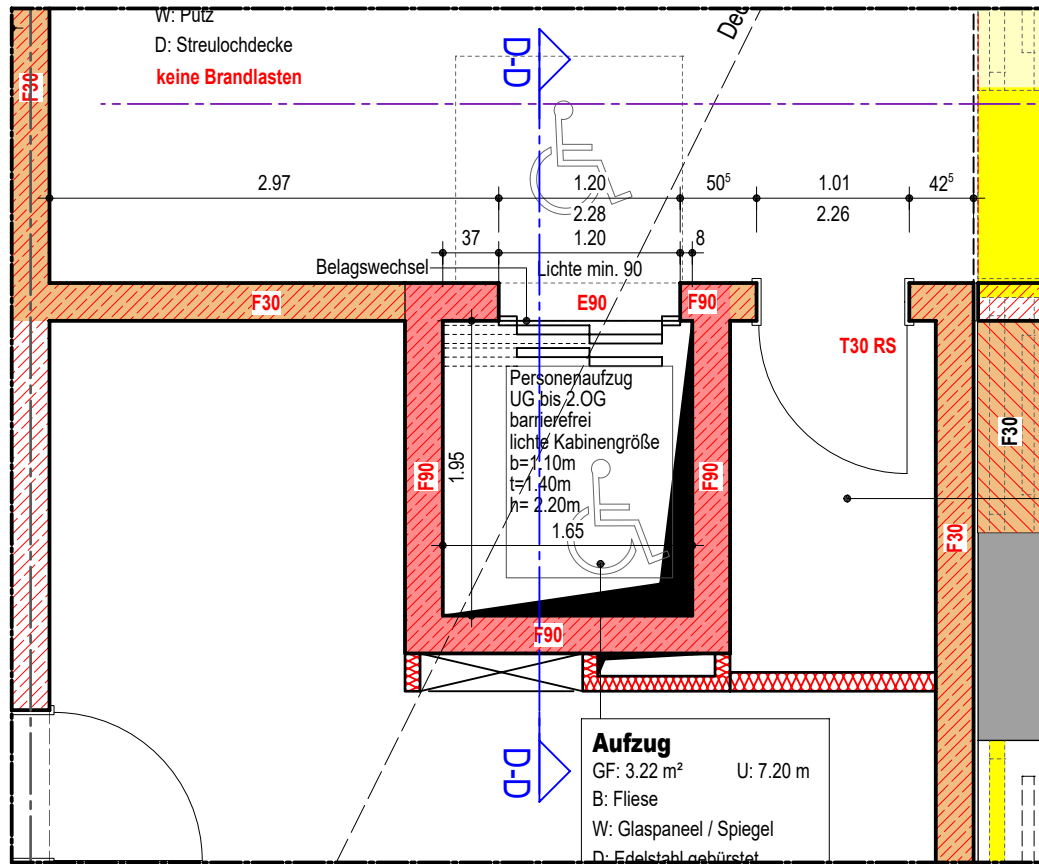 W: Putz
D: Streulochdecke
keine Brandlasten
F30
D-D
2.97
1.20
2.28
50⁵
1.01
2.26
42⁵
37
1.20
8
Belagswechsel
Lichte min. 90
F30
E90
F90
T30 RS
Personenaufzug
UG bis 2.OG
barrierefrei
lichte Kabinengröße
b=1.10m
t=1.40m
h= 2.20m
1.95
1.65
F90
F90
F90
F30
F30
D-D
Aufzug
GF: 3.22 m² U: 7.20 m
B: Fliese
W: Glaspaneel / Spiegel
D: Edelstahl gebürstet